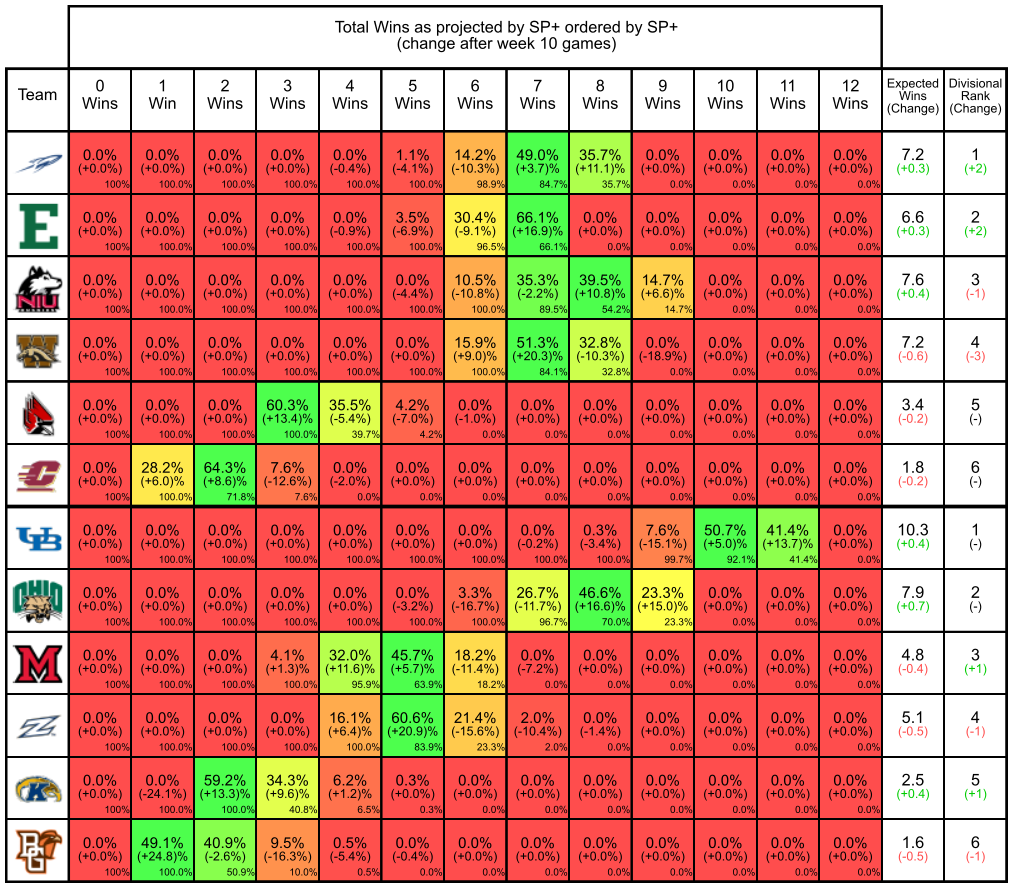 Total Wins as projected by SP+ ordered by SP+
(change after week 10 games)
Team 0 Wins 1 Win 2 Wins 3 Wins 4 Wins 5 Wins 6 Wins 7 Wins 8 Wins 9 Wins 10 Wins 11 Wins 12 Wins Expected Wins (Change) Divisional Rank (Change)
0.0% 0.0% 0.0% 0.0% 0.0% 1.1% 14.2% 49.0% 35.7% 0.0% 0.0% 0.0% 0.0% 7.2 1
(+0.0%) (+0.0%) (+0.0%) (+0.0%) (-0.4%) (-4.1%) (-10.3%) (+3.7%) (+11.1)% (+0.0%) (+0.0%) (+0.0%) (+0.0%) (+0.3) (+2)
100% 100.0% 100.0% 100.0% 100.0% 100.0% 98.9% 84.7% 35.7% 0.0% 0.0% 0.0% 0.0%
E 0.0% 0.0% 0.0% 0.0% 0.0% 3.5% 30.4% 66.1% 0.0% 0.0% 0.0% 0.0% 0.0% 6.6 2
(+0.0%) (+0.0%) (+0.0%) (+0.0%) (-0.9%) (-6.9%) (-9.1%) (+16.9)% (+0.0%) (+0.0%) (+0.0%) (+0.0%) (+0.0%) (+0.3) (+2)
100% 100.0% 100.0% 100.0% 100.0% 100.0% 96.5% 66.1% 0.0% 0.0% 0.0% 0.0% 0.0%
NIU 0.0% 0.0% 0.0% 0.0% 0.0% 0.0% 10.5% 35.3% 39.5% 14.7% 0.0% 0.0% 0.0% 7.6 3
(+0.0%) (+0.0%) (+0.0%) (+0.0%) (+0.0%) (-4.4%) (-10.8%) (-2.2%) (+10.8)% (+6.6)% (+0.0%) (+0.0%) (+0.0%) (+0.4) (-1)
100% 100.0% 100.0% 100.0% 100.0% 100.0% 100.0% 89.5% 54.2% 14.7% 0.0% 0.0% 0.0%
W 0.0% 0.0% 0.0% 0.0% 0.0% 0.0% 15.9% 51.3% 32.8% 0.0% 0.0% 0.0% 0.0% 7.2 4
(+0.0%) (+0.0%) (+0.0%) (+0.0%) (+0.0%) (+0.0%) (+9.0)% (+20.3)% (-10.3%) (-18.9%) (+0.0%) (+0.0%) (+0.0%) (-0.6) (-3)
100% 100.0% 100.0% 100.0% 100.0% 100.0% 100.0% 84.1% 32.8% 0.0% 0.0% 0.0% 0.0%
0.0% 0.0% 0.0% 60.3% 35.5% 4.2% 0.0% 0.0% 0.0% 0.0% 0.0% 0.0% 0.0% 3.4 5
(+0.0%) (+0.0%) (+0.0%) (+13.4)% (-5.4%) (-7.0%) (-1.0%) (+0.0%) (+0.0%) (+0.0%) (+0.0%) (+0.0%) (+0.0%) (-0.2) (-)
100% 100.0% 100.0% 100.0% 39.7% 4.2% 0.0% 0.0% 0.0% 0.0% 0.0% 0.0% 0.0%
C 0.0% 28.2% 64.3% 7.6% 0.0% 0.0% 0.0% 0.0% 0.0% 0.0% 0.0% 0.0% 0.0% 1.8 6
(+0.0%) (+6.0)% (+8.6)% (-12.6%) (-2.0%) (+0.0%) (+0.0%) (+0.0%) (+0.0%) (+0.0%) (+0.0%) (+0.0%) (+0.0%) (-0.2) (-)
100% 100.0% 71.8% 7.6% 0.0% 0.0% 0.0% 0.0% 0.0% 0.0% 0.0% 0.0% 0.0%
UB 0.0% 0.0% 0.0% 0.0% 0.0% 0.0% 0.0% 0.0% 0.3% 7.6% 50.7% 41.4% 0.0% 10.3 1
(+0.0%) (+0.0%) (+0.0%) (+0.0%) (+0.0%) (+0.0%) (+0.0%) (-0.2%) (-3.4%) (-15.1%) (+5.0)% (+13.7)% (+0.0%) (+0.4) (-)
100% 100.0% 100.0% 100.0% 100.0% 100.0% 100.0% 100.0% 100.0% 99.7% 92.1% 41.4% 0.0%
OHIO 0.0% 0.0% 0.0% 0.0% 0.0% 0.0% 3.3% 26.7% 46.6% 23.3% 0.0% 0.0% 0.0% 7.9 2
(+0.0%) (+0.0%) (+0.0%) (+0.0%) (+0.0%) (-3.2%) (-16.7%) (-11.7%) (+16.6)% (+15.0)% (+0.0%) (+0.0%) (+0.0%) (+0.7) (-)
100% 100.0% 100.0% 100.0% 100.0% 100.0% 100.0% 96.7% 70.0% 23.3% 0.0% 0.0% 0.0%
M 0.0% 0.0% 0.0% 4.1% 32.0% 45.7% 18.2% 0.0% 0.0% 0.0% 0.0% 0.0% 0.0% 4.8 3
(+0.0%) (+0.0%) (+0.0%) (+1.3)% (+11.6)% (+5.7)% (-11.4%) (-7.2%) (+0.0%) (+0.0%) (+0.0%) (+0.0%) (+0.0%) (-0.4) (+1)
100% 100.0% 100.0% 100.0% 95.9% 63.9% 18.2% 0.0% 0.0% 0.0% 0.0% 0.0% 0.0%
Z 0.0% 0.0% 0.0% 0.0% 16.1% 60.6% 21.4% 2.0% 0.0% 0.0% 0.0% 0.0% 0.0% 5.1 4
(+0.0%) (+0.0%) (+0.0%) (+0.0%) (+6.4)% (+20.9)% (-15.6%) (-10.4%) (-1.4%) (+0.0%) (+0.0%) (+0.0%) (+0.0%) (-0.5) (-1)
100% 100.0% 100.0% 100.0% 100.0% 83.9% 23.3% 2.0% 0.0% 0.0% 0.0% 0.0% 0.0%
K 0.0% 0.0% 59.2% 34.3% 6.2% 0.3% 0.0% 0.0% 0.0% 0.0% 0.0% 0.0% 0.0% 2.5 5
(+0.0%) (-24.1%) (+13.3)% (+9.6)% (+1.2)% (+0.0%) (+0.0%) (+0.0%) (+0.0%) (+0.0%) (+0.0%) (+0.0%) (+0.0%) (+0.4) (+1)
100% 100.0% 100.0% 40.8% 6.5% 0.3% 0.0% 0.0% 0.0% 0.0% 0.0% 0.0% 0.0%
BG 0.0% 49.1% 40.9% 9.5% 0.5% 0.0% 0.0% 0.0% 0.0% 0.0% 0.0% 0.0% 0.0% 1.6 6
(+0.0%) (+24.8)% (-2.6%) (-16.3%) (-5.4%) (-0.4%) (+0.0%) (+0.0%) (+0.0%) (+0.0%) (+0.0%) (+0.0%) (+0.0%) (-0.5) (-1)
100% 100.0% 50.9% 10.0% 0.5% 0.0% 0.0% 0.0% 0.0% 0.0% 0.0% 0.0% 0.0%